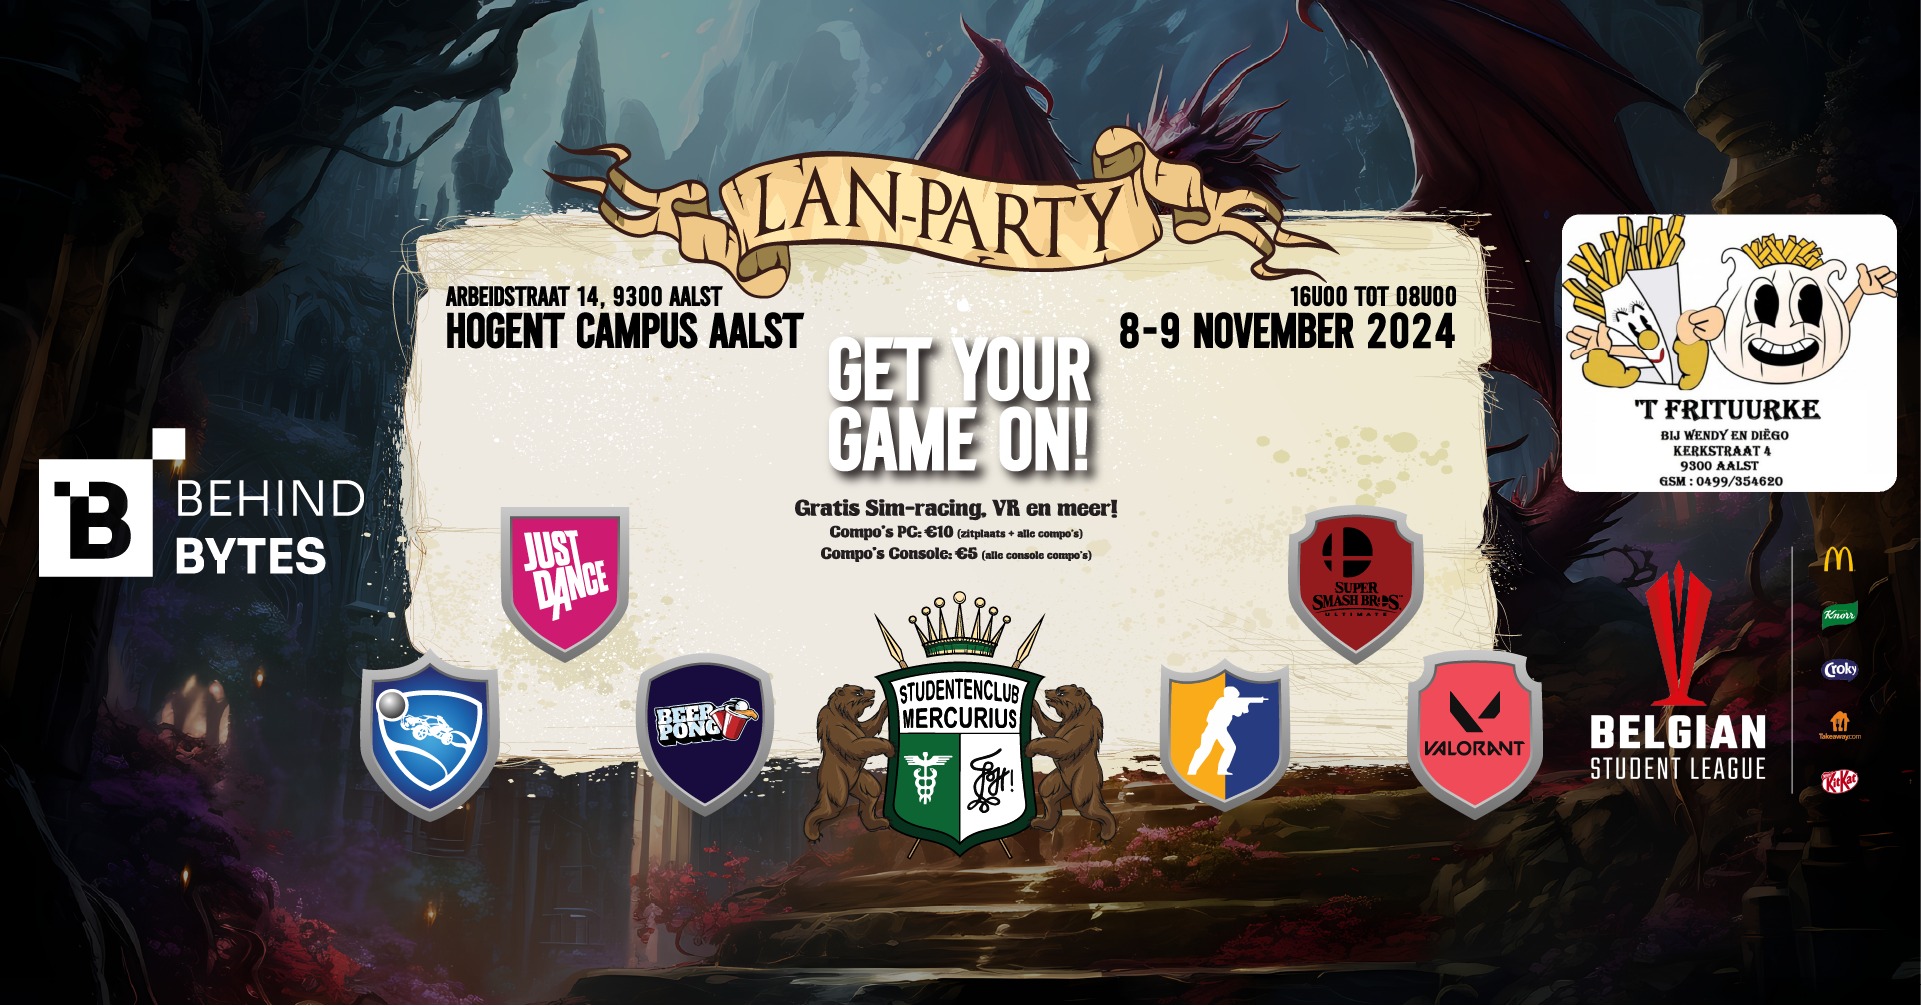 LAN-PARTY
ARBEIDSTRAAT 14, 9300 AALST
HOGENT CAMPUS AALST
16U00 TOT 08U00
8-9 NOVEMBER 2024
GET YOUR
GAME ON!
Gratis Sim-racing, VR en meer!
Compo's PC: €10 (zitplaats + alle compo's)
Compo's Console: €5 (alle console compo's)
B BEHIND
BYTES
JUST
DANCE
BEER
PONG
STUDENTENCLUB
MERCURIUS
SUPER
SMASH BROS.™
ULTIMATE
VALORANT
'T FRITUURKE
BIJ WENDY EN DIËGO
KERKSTRAAT 4
9300 AALST
GSM : 0499/354620
BELGIAN
STUDENT LEAGUE
M
Knorr
Croky
Takeaway.com
KitKat